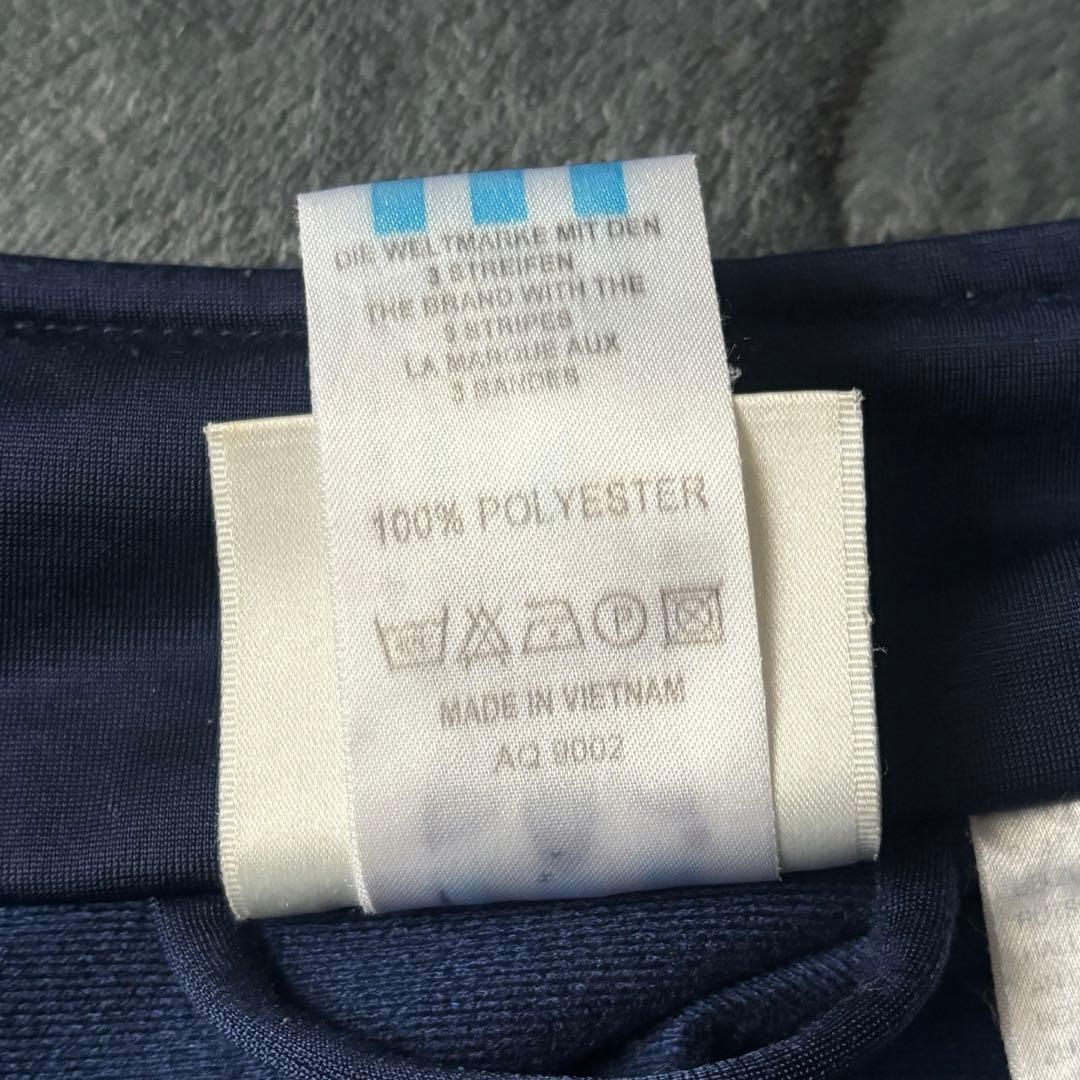 DIE WELTMARKE MIT DEN
3 STREIFEN
THE BRAND WITH THE
3 STRIPES
LA MARQUE AUX
3 BANDES
100% POLYESTER
P
MADE IN VIETNAM
AQ 9002